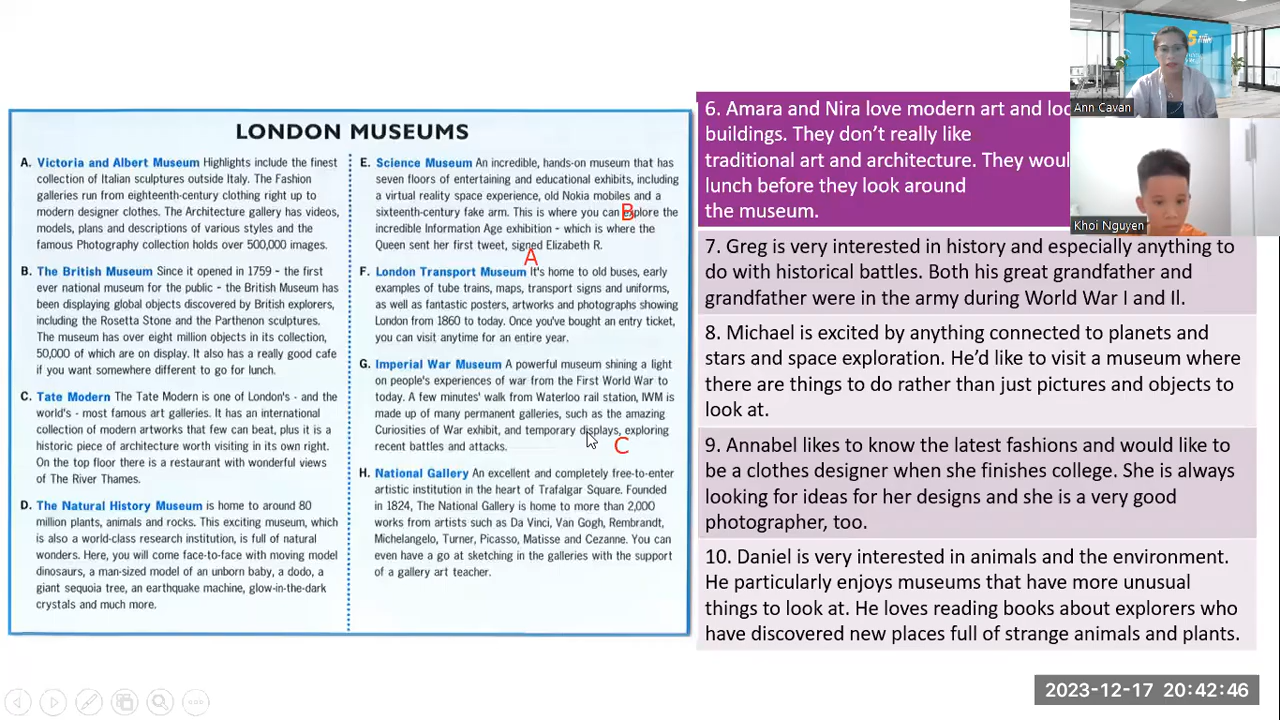 LONDON MUSEUMS
A. Victoria and Albert Museum Highlights include the finest
collection of Italian sculptures outside Italy. The Fashion
galleries run from eighteenth-century clothing right up to
modern designer clothes. The Architecture gallery has videos,
models, plans and descriptions of various styles and the
famous Photography collection holds over 500,000 images.
B. The British Museum Since it opened in 1759 - the first
ever national museum for the public - the British Museum has
been displaying global objects discovered by British explorers,
including the Rosetta Stone and the Parthenon sculptures.
The museum has over eight million objects in its collection,
50,000 of which are on display. It also has a really good cafe
if you want somewhere different to go for lunch.
C. Tate Modern The Tate Modern is one of London's - and the
world's - most famous art galleries. It has an international
collection of modern artworks that few can beat, plus it is a
historic piece of architecture worth visiting in its own right.
On the top floor there is a restaurant with wonderful views
of The River Thames.
D. The Natural History Museum is home to around 80
million plants, animals and rocks. This exciting museum, which
is also a world-class research institution, is full of natural
wonders. Here, you will come face-to-face with moving model
dinosaurs, a man-sized model of an unborn baby, a dodo, a
giant sequoia tree, an earthquake machine, glow-in-the-dark
crystals and much more.
E. Science Museum An incredible, hands-on museum that has
seven floors of entertaining and educational exhibits, including
a virtual reality space experience, old Nokia mobiles and a
sixteenth-century fake arm. This is where you can explore the
B
incredible Information Age exhibition - which is where the
Queen sent her first tweet, signed Elizabeth R.
A
F. London Transport Museum It's home to old buses, early
examples of tube trains, maps, transport signs and uniforms,
as well as fantastic posters, artworks and photographs showing
London from 1860 to today. Once you've bought an entry ticket,
you can visit anytime for an entire year.
G. Imperial War Museum A powerful museum shining a light
on people's experiences of war from the First World War to
today. A few minutes' walk from Waterloo rail station, IWM is
made up of many permanent galleries, such as the amazing
Curiosities of War exhibit, and temporary displays, exploring
recent battles and attacks.
C
H. National Gallery An excellent and completely free-to-enter
artistic institution in the heart of Trafalgar Square. Founded
in 1824, The National Gallery is home to more than 2,000
works from artists such as Da Vinci, Van Gogh, Rembrandt,
Michelangelo, Turner, Picasso, Matisse and Cezanne. You can
even have a go at sketching in the galleries with the support
of a gallery art teacher.
6. Amara and Nira love modern art and
buildings. They don't really like
traditional art and architecture. They
lunch before they look around
the museum.
7. Greg is very interested in history and especially anything to
do with historical battles. Both his great grandfather and
grandfather were in the army during World War I and II.
8. Michael is excited by anything connected to planets and
stars and space exploration. He'd like to visit a museum where
there are things to do rather than just pictures and objects to
look at.
9. Annabel likes to know the latest fashions and would like to
be a clothes designer when she finishes college. She is always
looking for ideas for her designs and she is a very good
photographer, too.
10. Daniel is very interested in animals and the environment.
He particularly enjoys museums that have more unusual
things to look at. He loves reading books about explorers who
have discovered new places full of strange animals and plants.
Ann Cavan
Khoi Nguyen
2023-12-17 20:42:46